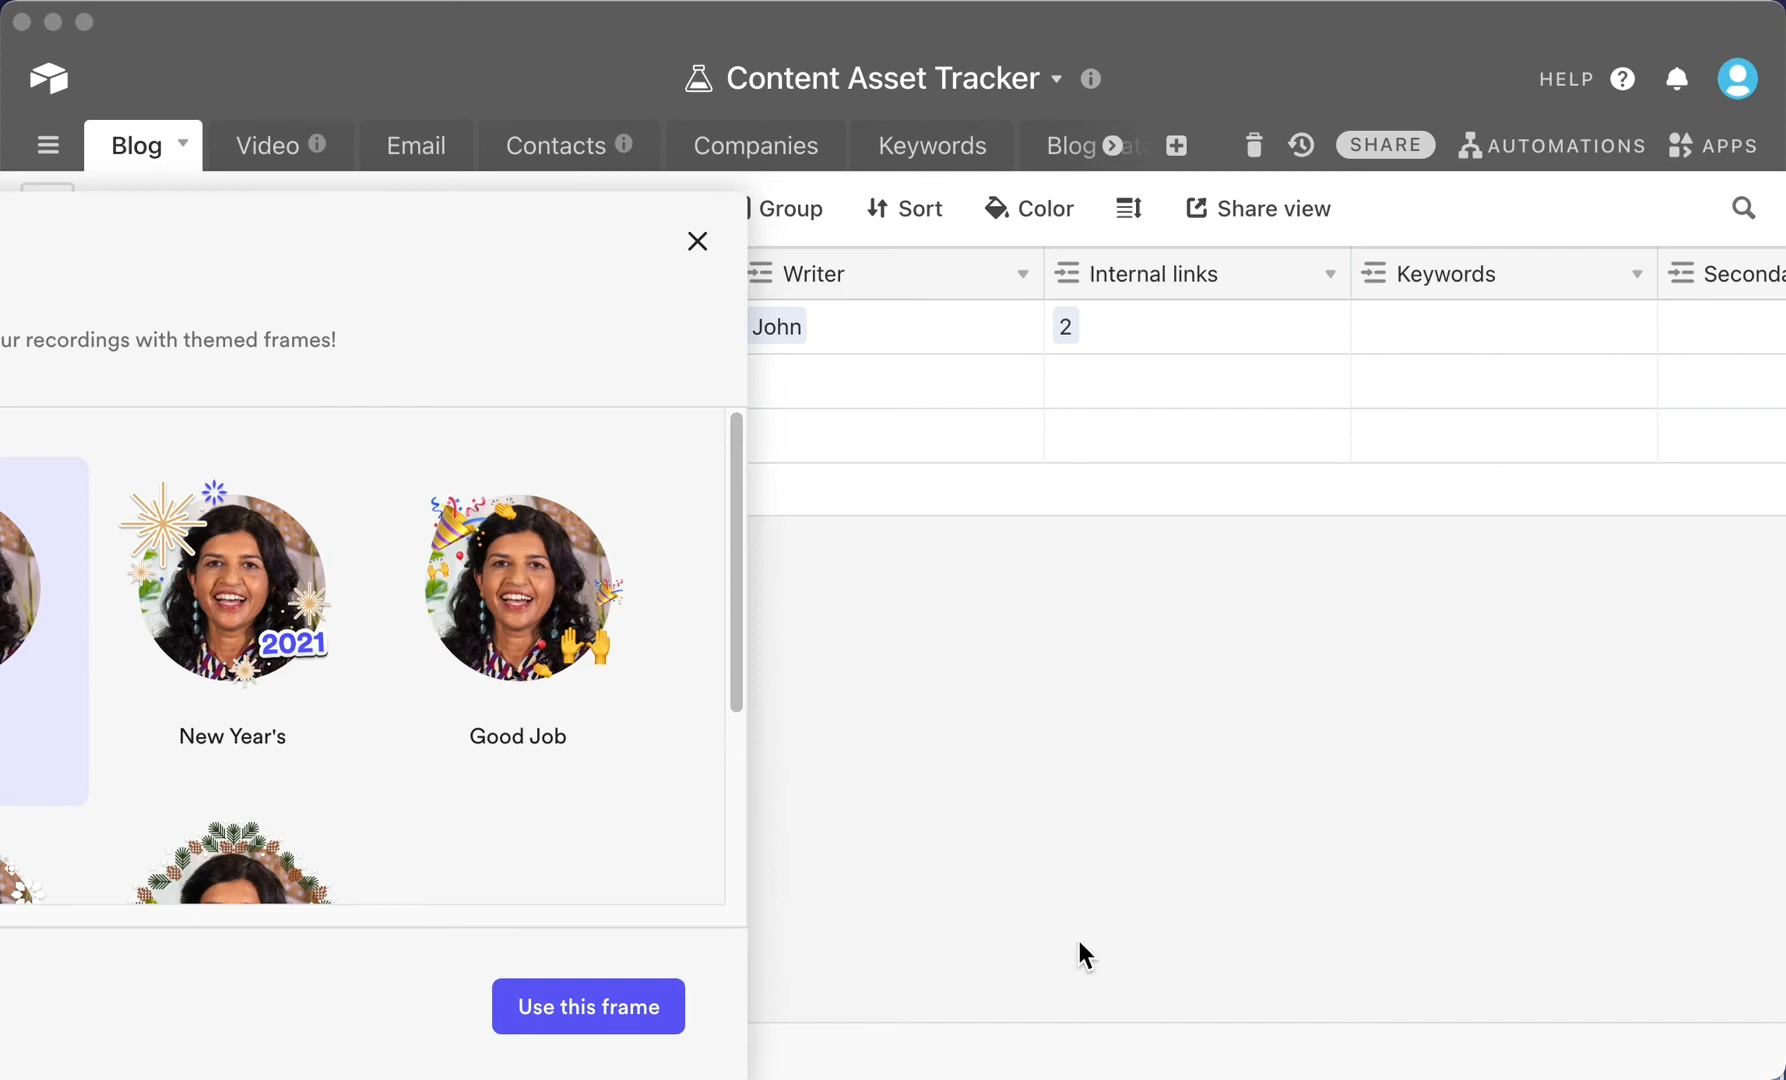 Content Asset Tracker
HELP
Blog
Video
Email
Contacts
Companies
Keywords
Blog
SHARE
AUTOMATIONS
APPS
Group
Sort
Color
Share view
Writer
Internal links
Keywords
John
2
ur recordings with themed frames!
2021
New Year's
Good Job
Use this frame